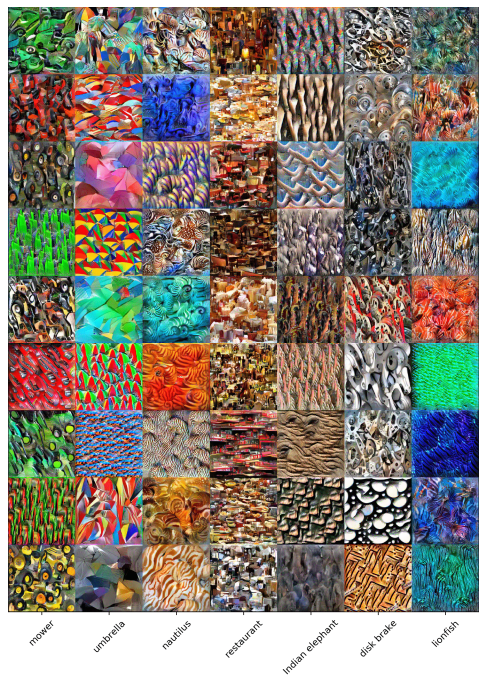 mower
umbrella
nautilus
restaurant
Indian elephant
disk brake
lionfish